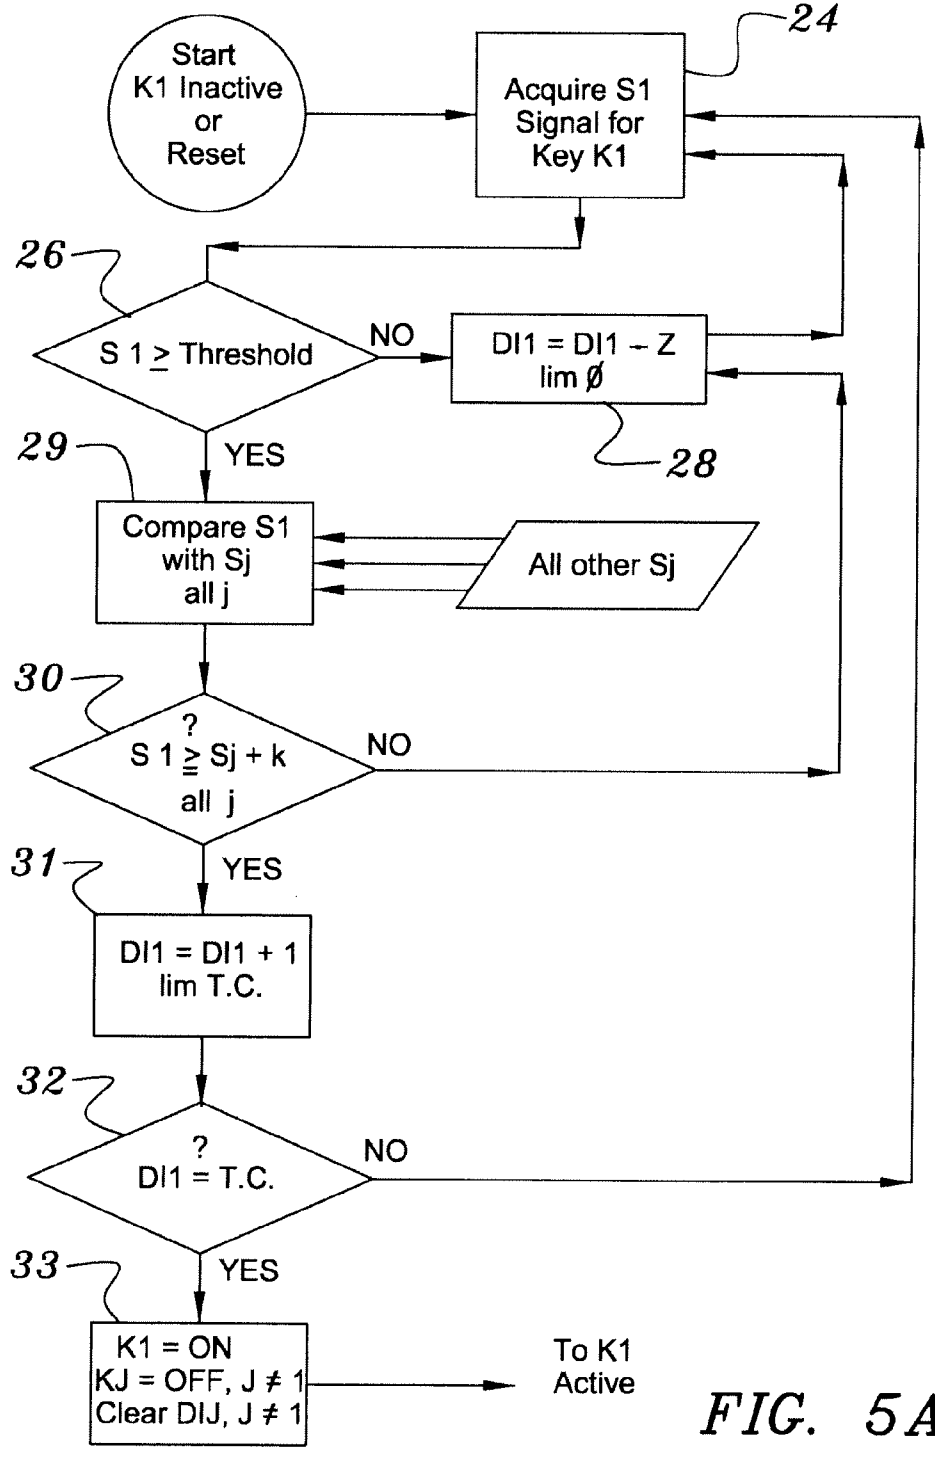 24
Start
K1 Inactive
or
Reset
Acquire S1
Signal for
Key K1
26
S 1 ≥ Threshold
NO
DI1 = DI1 – Z
lim Ø
28
YES
29
Compare S1
with Sj
all j
All other Sj
30
?
S 1 ≥ Sj + k
all j
NO
YES
31
DI1 = DI1 + 1
lim T.C.
32
?
DI1 = T.C.
NO
YES
33
K1 = ON
KJ = OFF, J ≠ 1
Clear DIJ, J ≠ 1
To K1
Active
FIG. 5A